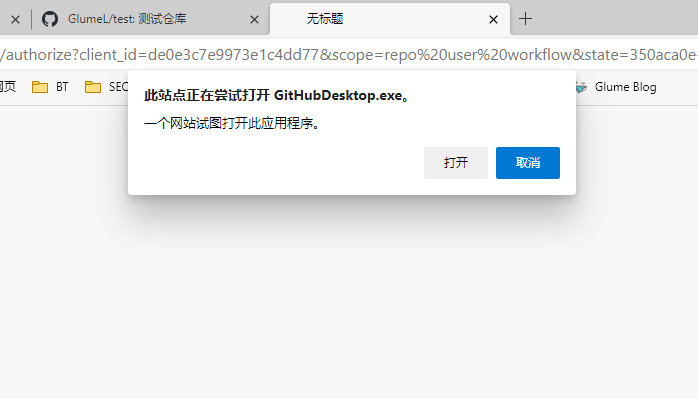 GlumeL/test: 测试仓库
无标题
/authorize?client_id=de0e3c7e9973e1c4dd77&scope=repo%20user%20workflow&state=350aca0e-
网页
BT
SEO
Glume Blog
此站点正在尝试打开 GitHubDesktop.exe。
一个网站试图打开此应用程序。
打开
取消